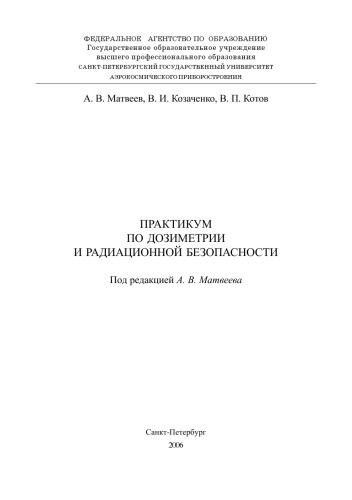 ФЕДЕРАЛЬНОЕ АГЕНТСТВО ПО ОБРАЗОВАНИЮ
Государственное образовательное учреждение
высшего профессионального образования
САНКТ-ПЕТЕРБУРГСКИЙ ГОСУДАРСТВЕННЫЙ УНИВЕРСИТЕТ
АЭРОКОСМИЧЕСКОГО ПРИБОРОСТРОЕНИЯ
А. В. Матвеев, В. И. Козаченко, В. П. Котов
ПРАКТИКУМ
ПО ДОЗИМЕТРИИ
И РАДИАЦИОННОЙ БЕЗОПАСНОСТИ
Под редакцией А. В. Матвеева
Санкт-Петербург
2006